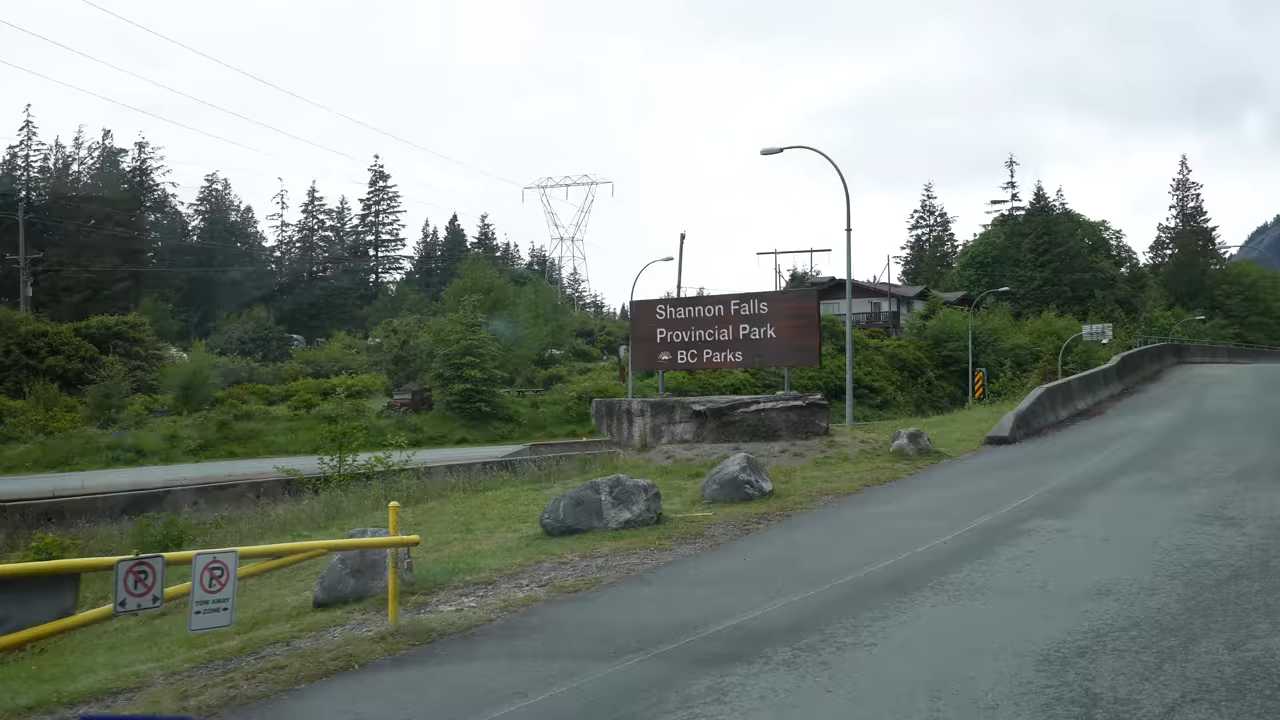 Shannon Falls
Provincial Park
BC Parks
P
P
TOW AWAY
ZONE